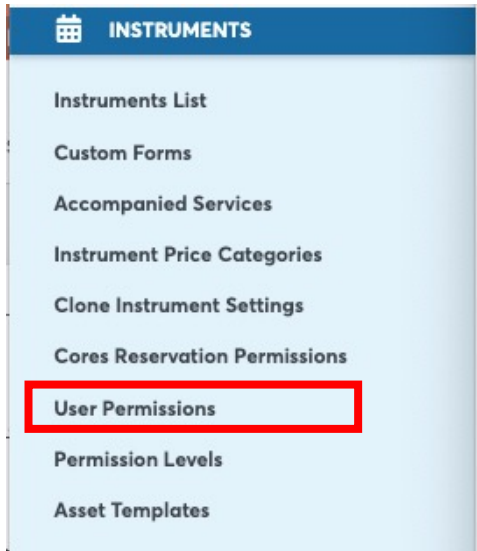 INSTRUMENTS
Instruments List
Custom Forms
Accompanied Services
Instrument Price Categories
Clone Instrument Settings
Cores Reservation Permissions
User Permissions
Permission Levels
Asset Templates